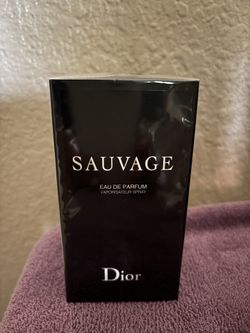 SAUVAGE
EAU DE PARFUM
VAPORISATEUR SPRAY
Dior